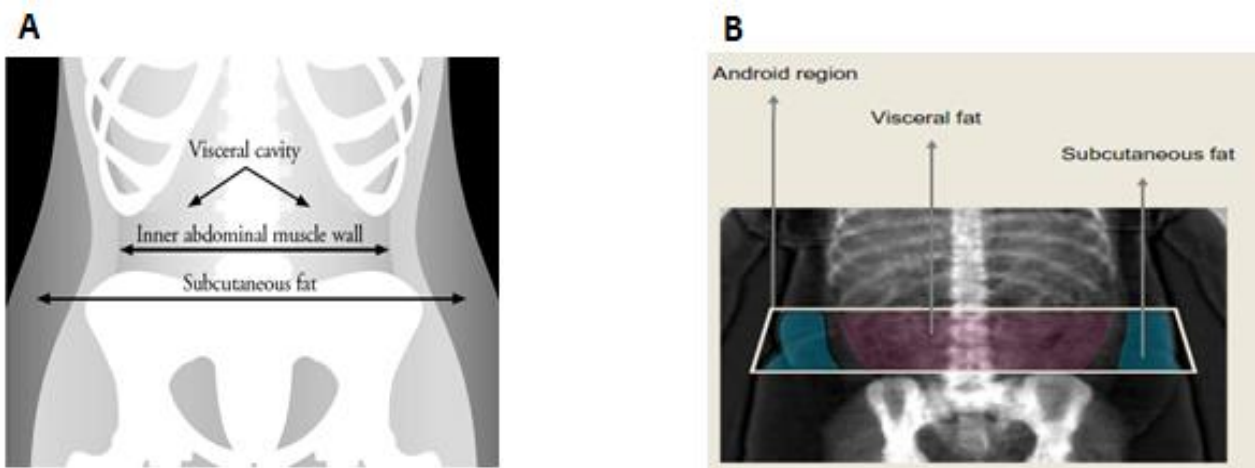 A
Visceral cavity
Inner abdominal muscle wall
Subcutaneous fat
B
Android region
Visceral fat
Subcutaneous fat